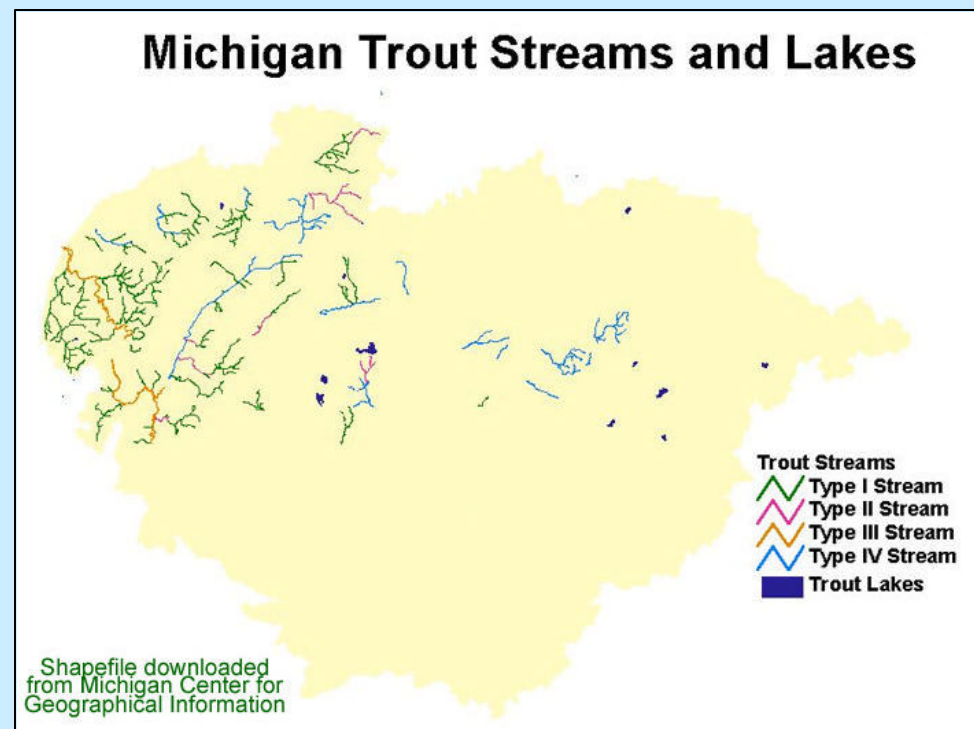 Michigan Trout Streams and Lakes
Trout Streams
Type I Stream
Type II Stream
Type III Stream
Type IV Stream
Trout Lakes
Shapefile downloaded
from Michigan Center for
Geographical Information